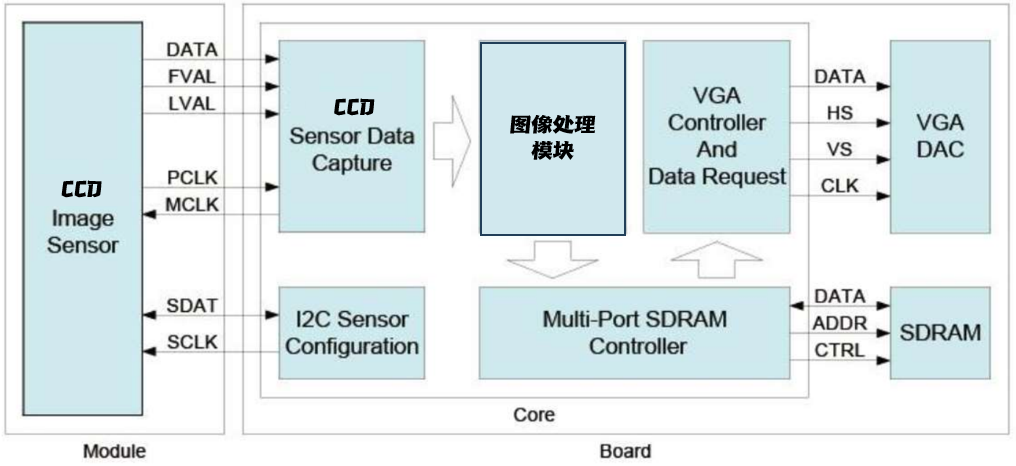 CCD
Image
Sensor
DATA
FVAL
LVAL
PCLK
MCLK
SDAT
SCLK
CCD
Sensor Data
Capture
I2C Sensor
Configuration
图像处理
模块
Multi-Port SDRAM
Controller
VGA
Controller
And
Data Request
DATA
HS
VS
CLK
VGA
DAC
DATA
ADDR
CTRL
SDRAM
Core
Module
Board